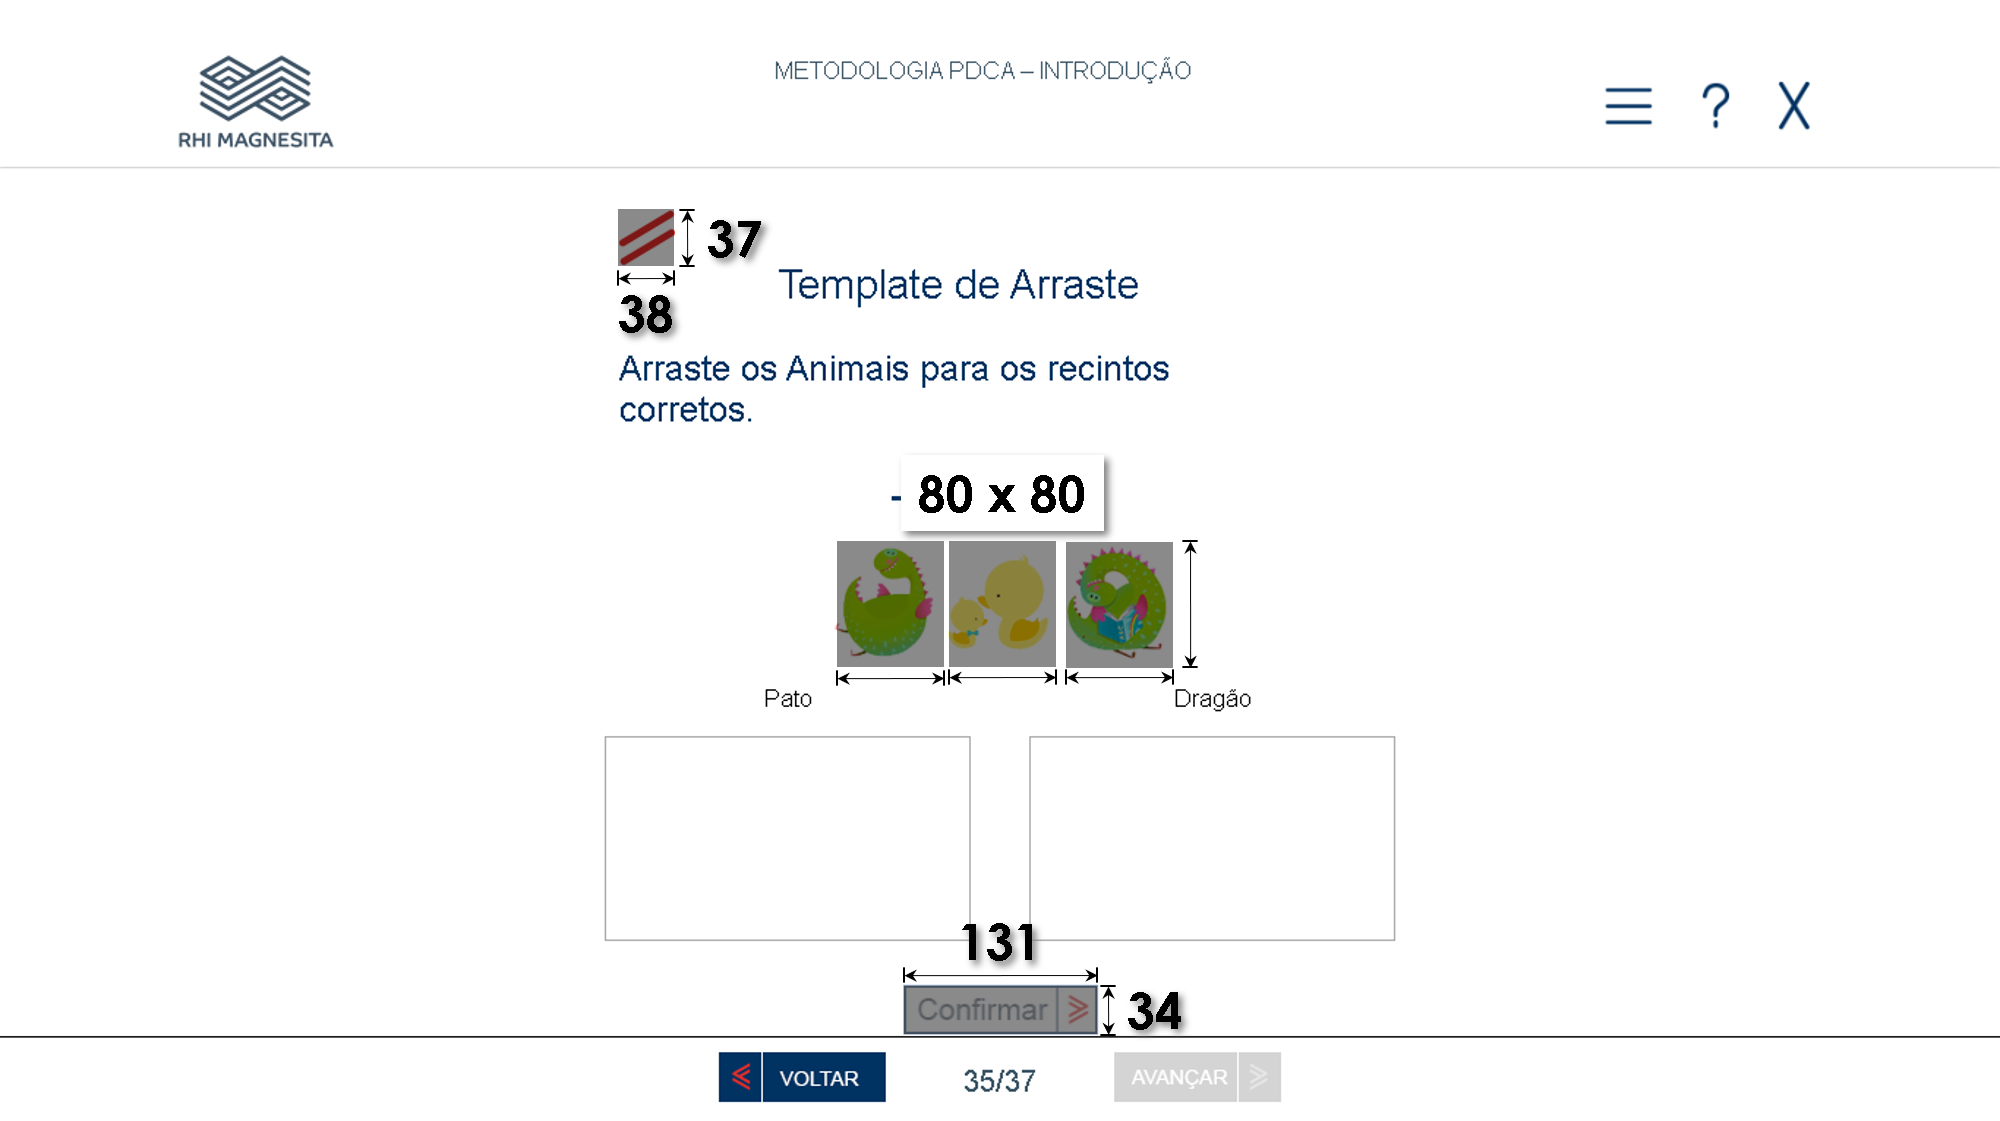 METODOLOGIA PDCA – INTRODUÇÃO
RHI MAGNESITA
?
X
37
38
Template de Arraste
Arraste os Animais para os recintos
corretos.
- 80 x 80
Pato
Dragão
131
Confirmar
34
VOLTAR
35/37
AVANÇAR